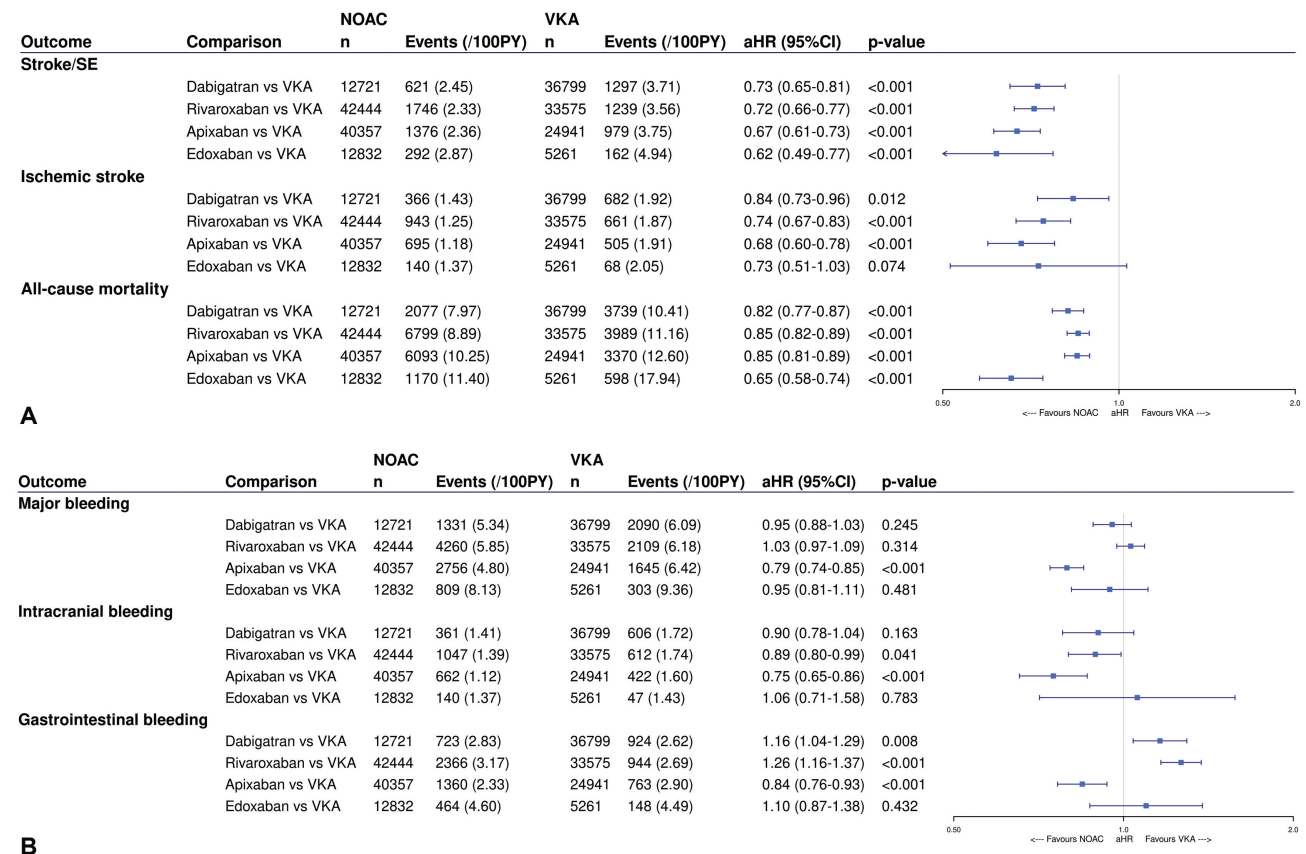 NOAC VKA
Outcome Comparison n Events (/100PY) n Events (/100PY) aHR (95%CI) p-value
Stroke/SE
Dabigatran vs VKA 12721 621 (2.45) 36799 1297 (3.71) 0.73 (0.65-0.81) <0.001
Rivaroxaban vs VKA 42444 1746 (2.33) 33575 1239 (3.56) 0.72 (0.66-0.77) <0.001
Apixaban vs VKA 40357 1376 (2.36) 24941 979 (3.75) 0.67 (0.61-0.73) <0.001
Edoxaban vs VKA 12832 292 (2.87) 5261 162 (4.94) 0.62 (0.49-0.77) <0.001
Ischemic stroke
Dabigatran vs VKA 12721 366 (1.43) 36799 682 (1.92) 0.84 (0.73-0.96) 0.012
Rivaroxaban vs VKA 42444 943 (1.25) 33575 661 (1.87) 0.74 (0.67-0.83) <0.001
Apixaban vs VKA 40357 695 (1.18) 24941 505 (1.91) 0.68 (0.60-0.78) <0.001
Edoxaban vs VKA 12832 140 (1.37) 5261 68 (2.05) 0.73 (0.51-1.03) 0.074
All-cause mortality
Dabigatran vs VKA 12721 2077 (7.97) 36799 3739 (10.41) 0.82 (0.77-0.87) <0.001
Rivaroxaban vs VKA 42444 6799 (8.89) 33575 3989 (11.16) 0.85 (0.82-0.89) <0.001
Apixaban vs VKA 40357 6093 (10.25) 24941 3370 (12.60) 0.85 (0.81-0.89) <0.001
Edoxaban vs VKA 12832 1170 (11.40) 5261 598 (17.94) 0.65 (0.58-0.74) <0.001
0.50 1.0 2.0
<--- Favours NOAC aHR Favours VKA --->
A
NOAC VKA
Outcome Comparison n Events (/100PY) n Events (/100PY) aHR (95%CI) p-value
Major bleeding
Dabigatran vs VKA 12721 1331 (5.34) 36799 2090 (6.09) 0.95 (0.88-1.03) 0.245
Rivaroxaban vs VKA 42444 4260 (5.85) 33575 2109 (6.18) 1.03 (0.97-1.09) 0.314
Apixaban vs VKA 40357 2756 (4.80) 24941 1645 (6.42) 0.79 (0.74-0.85) <0.001
Edoxaban vs VKA 12832 809 (8.13) 5261 303 (9.36) 0.95 (0.81-1.11) 0.481
Intracranial bleeding
Dabigatran vs VKA 12721 361 (1.41) 36799 606 (1.72) 0.90 (0.78-1.04) 0.163
Rivaroxaban vs VKA 42444 1047 (1.39) 33575 612 (1.74) 0.89 (0.80-0.99) 0.041
Apixaban vs VKA 40357 662 (1.12) 24941 422 (1.60) 0.75 (0.65-0.86) <0.001
Edoxaban vs VKA 12832 140 (1.37) 5261 47 (1.43) 1.06 (0.71-1.58) 0.783
Gastrointestinal bleeding
Dabigatran vs VKA 12721 723 (2.83) 36799 924 (2.62) 1.16 (1.04-1.29) 0.008
Rivaroxaban vs VKA 42444 2366 (3.17) 33575 944 (2.69) 1.26 (1.16-1.37) <0.001
Apixaban vs VKA 40357 1360 (2.33) 24941 763 (2.90) 0.84 (0.76-0.93) <0.001
Edoxaban vs VKA 12832 464 (4.60) 5261 148 (4.49) 1.10 (0.87-1.38) 0.432
0.50 1.0 2.0
<--- Favours NOAC aHR Favours VKA --->
B